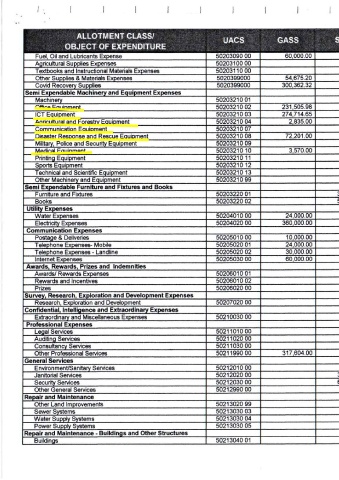 ALLOTMENT CLASS/ OBJECT OF EXPENDITURE UACS GASS S
Fuel, Oil and Lubricants Expense 50203090 00 60,000.00
Agricultural Supplies Expenses 50203100 00
Textbooks and Instructional Materials Expenses 50203110 00
Other Supplies & Materials Expenses 50203990000 54,675.20
Covid Recovery Supplies 50203990000 300,362.32
Semi Expendable Machinery and Equipment Expenses
Machinery 50203210 01
Office Equipment 50203210 02 231,505.98
ICT Equipment 50203210 03 274,714.65
Agricultural and Forestry Equipment 50203210 04 2,835.00
Communication Equipment 50203210 07
Disaster Response and Rescue Equipment 50203210 08 72,201.00
Military, Police and Security Equipment 50203210 09
Medical Equipment 50203210 10 3,570.00
Printing Equipment 50203210 11
Sports Equipment 50203210 12
Technical and Scientific Equipment 50203210 13
Other Machinery and Equipment 50203210 99
Semi Expendable Furniture and Fixtures and Books
Furniture and Fixtures 50203220 01
Books 50203220 02
Utility Expenses
Water Expenses 50204010 00 24,000.00
Electricity Expenses 50204020 00 360,000.00
Communication Expenses
Postage & Deliveries 50205010 00 10,000.00
Telephone Expenses- Mobile 50205020 01 24,000.00
Telephone Expenses - Landline 50205020 02 30,000.00
Internet Expenses 50205030 00 60,000.00
Awards, Rewards, Prizes and Indemnities
Awards/ Rewards Expenses 50206010 01
Rewards and Incentives 50206010 02
Prizes 50206020 00
Survey, Research, Exploration and Development Expenses
Research, Exploration and Development 50207020 00
Confidential, Intelligence and Extraordinary Expenses
Extraordinary and Miscellaneous Expenses 50210030 00
Professional Expenses
Legal Services 50211010 00
Auditing Services 50211020 00
Consultancy Services 50211030 00
Other Professional Services 50211990 00 317,604.00
General Services
Environment/Sanitary Services 50212010 00
Janitorial Services 50212020 00
Security Services 50212030 00
Other General Services 50212990 00
Repair and Maintenance
Other Land Improvements 50213020 99
Sewer Systems 50213030 03
Water Supply Systems 50213030 04
Power Supply Systems 50213030 05
Repair and Maintenance - Buildings and Other Structures
Buildings 50213040 01